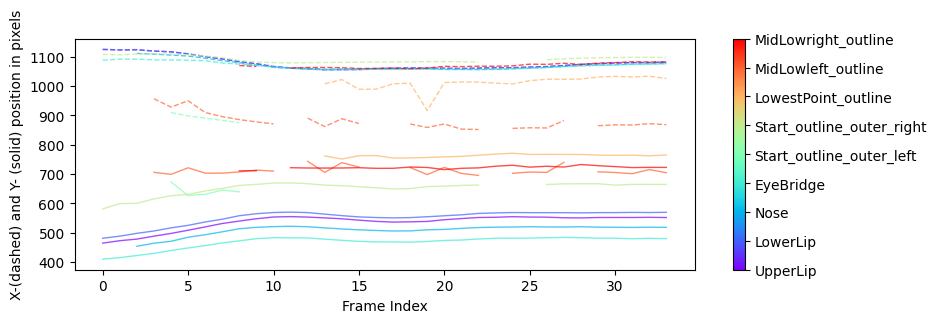 X-(dashed) and Y- (solid) position in pixels
1100
1000
900
800
700
600
500
400
0
5
10
15
20
25
30
Frame Index
MidLowright_outline
MidLowleft_outline
LowestPoint_outline
Start_outline_outer_right
Start_outline_outer_left
EyeBridge
Nose
LowerLip
UpperLip